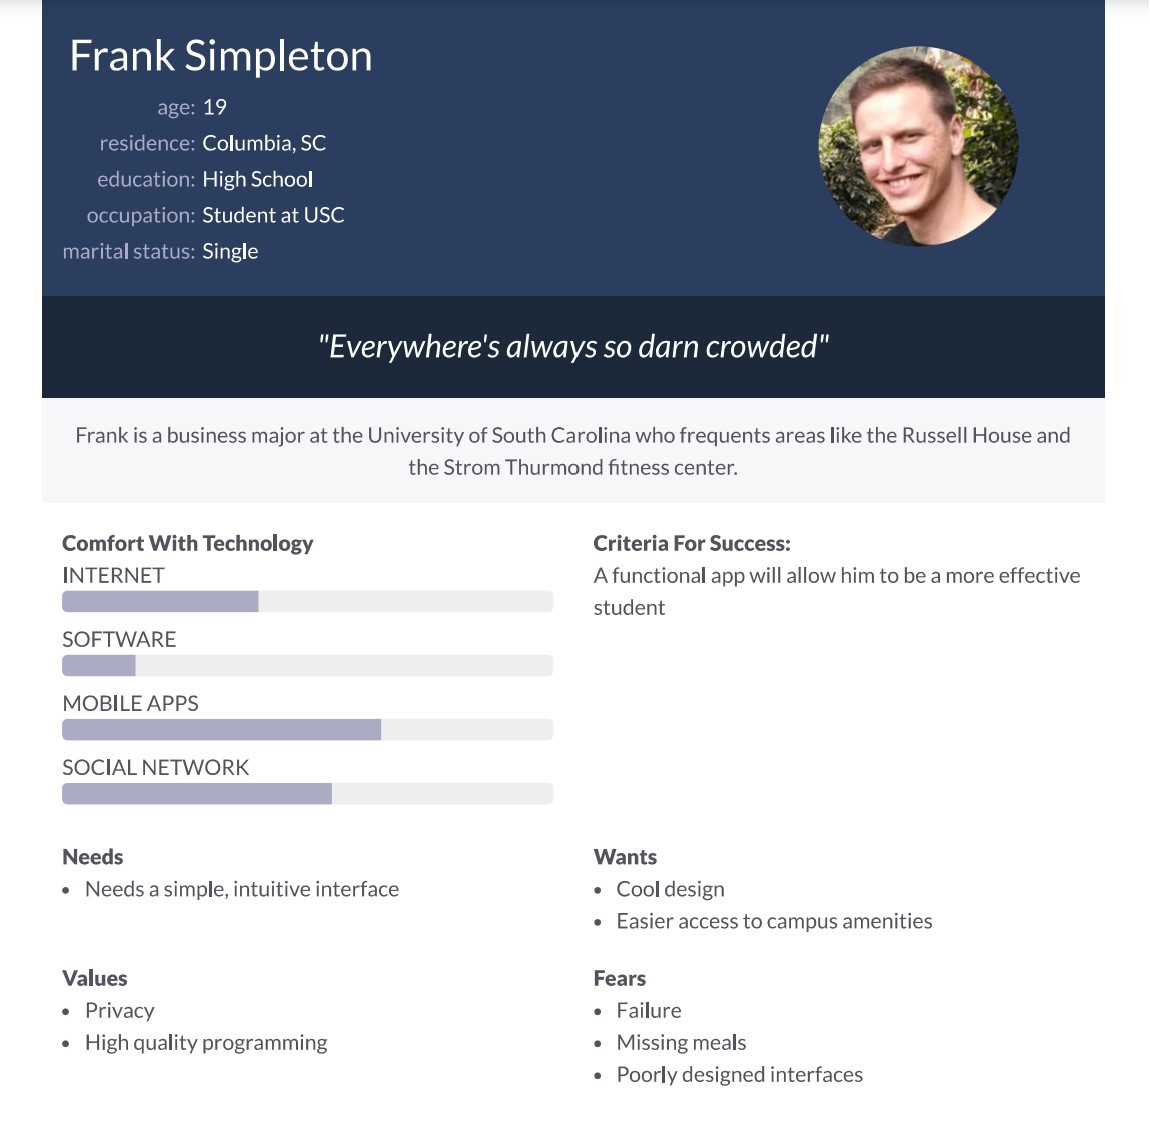 Frank Simpleton
age: 19
residence: Columbia, SC
education: High School
occupation: Student at USC
marital status: Single
"Everywhere's always so darn crowded"
Frank is a business major at the University of South Carolina who frequents areas like the Russell House and
the Strom Thurmond fitness center.
Comfort With Technology
INTERNET
SOFTWARE
MOBILE APPS
SOCIAL NETWORK
Criteria For Success:
A functional app will allow him to be a more effective
student
Needs
• Needs a simple, intuitive interface
Wants
• Cool design
• Easier access to campus amenities
Values
• Privacy
• High quality programming
Fears
• Failure
• Missing meals
• Poorly designed interfaces